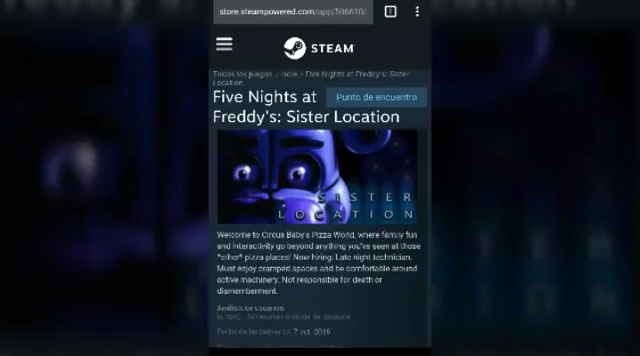 store.steampowered.com/app/506610/
STEAM
Todos los juegos > Indie > Five Nights at Freddy's: Sister
Location
Five Nights at
Freddy's: Sister Location
Punto de encuentro
SISTER
LOCATION
Welcome to Circus Baby's Pizza World, where family fun
and interactivity go beyond anything you've seen at those
*other* pizza places! Now hiring: Late night technician.
Must enjoy cramped spaces and be comfortable around
active machinery. Not responsible for death or
dismemberment.
Análisis de usuarios:
Fecha de lanzamiento: 7 oct. 2016